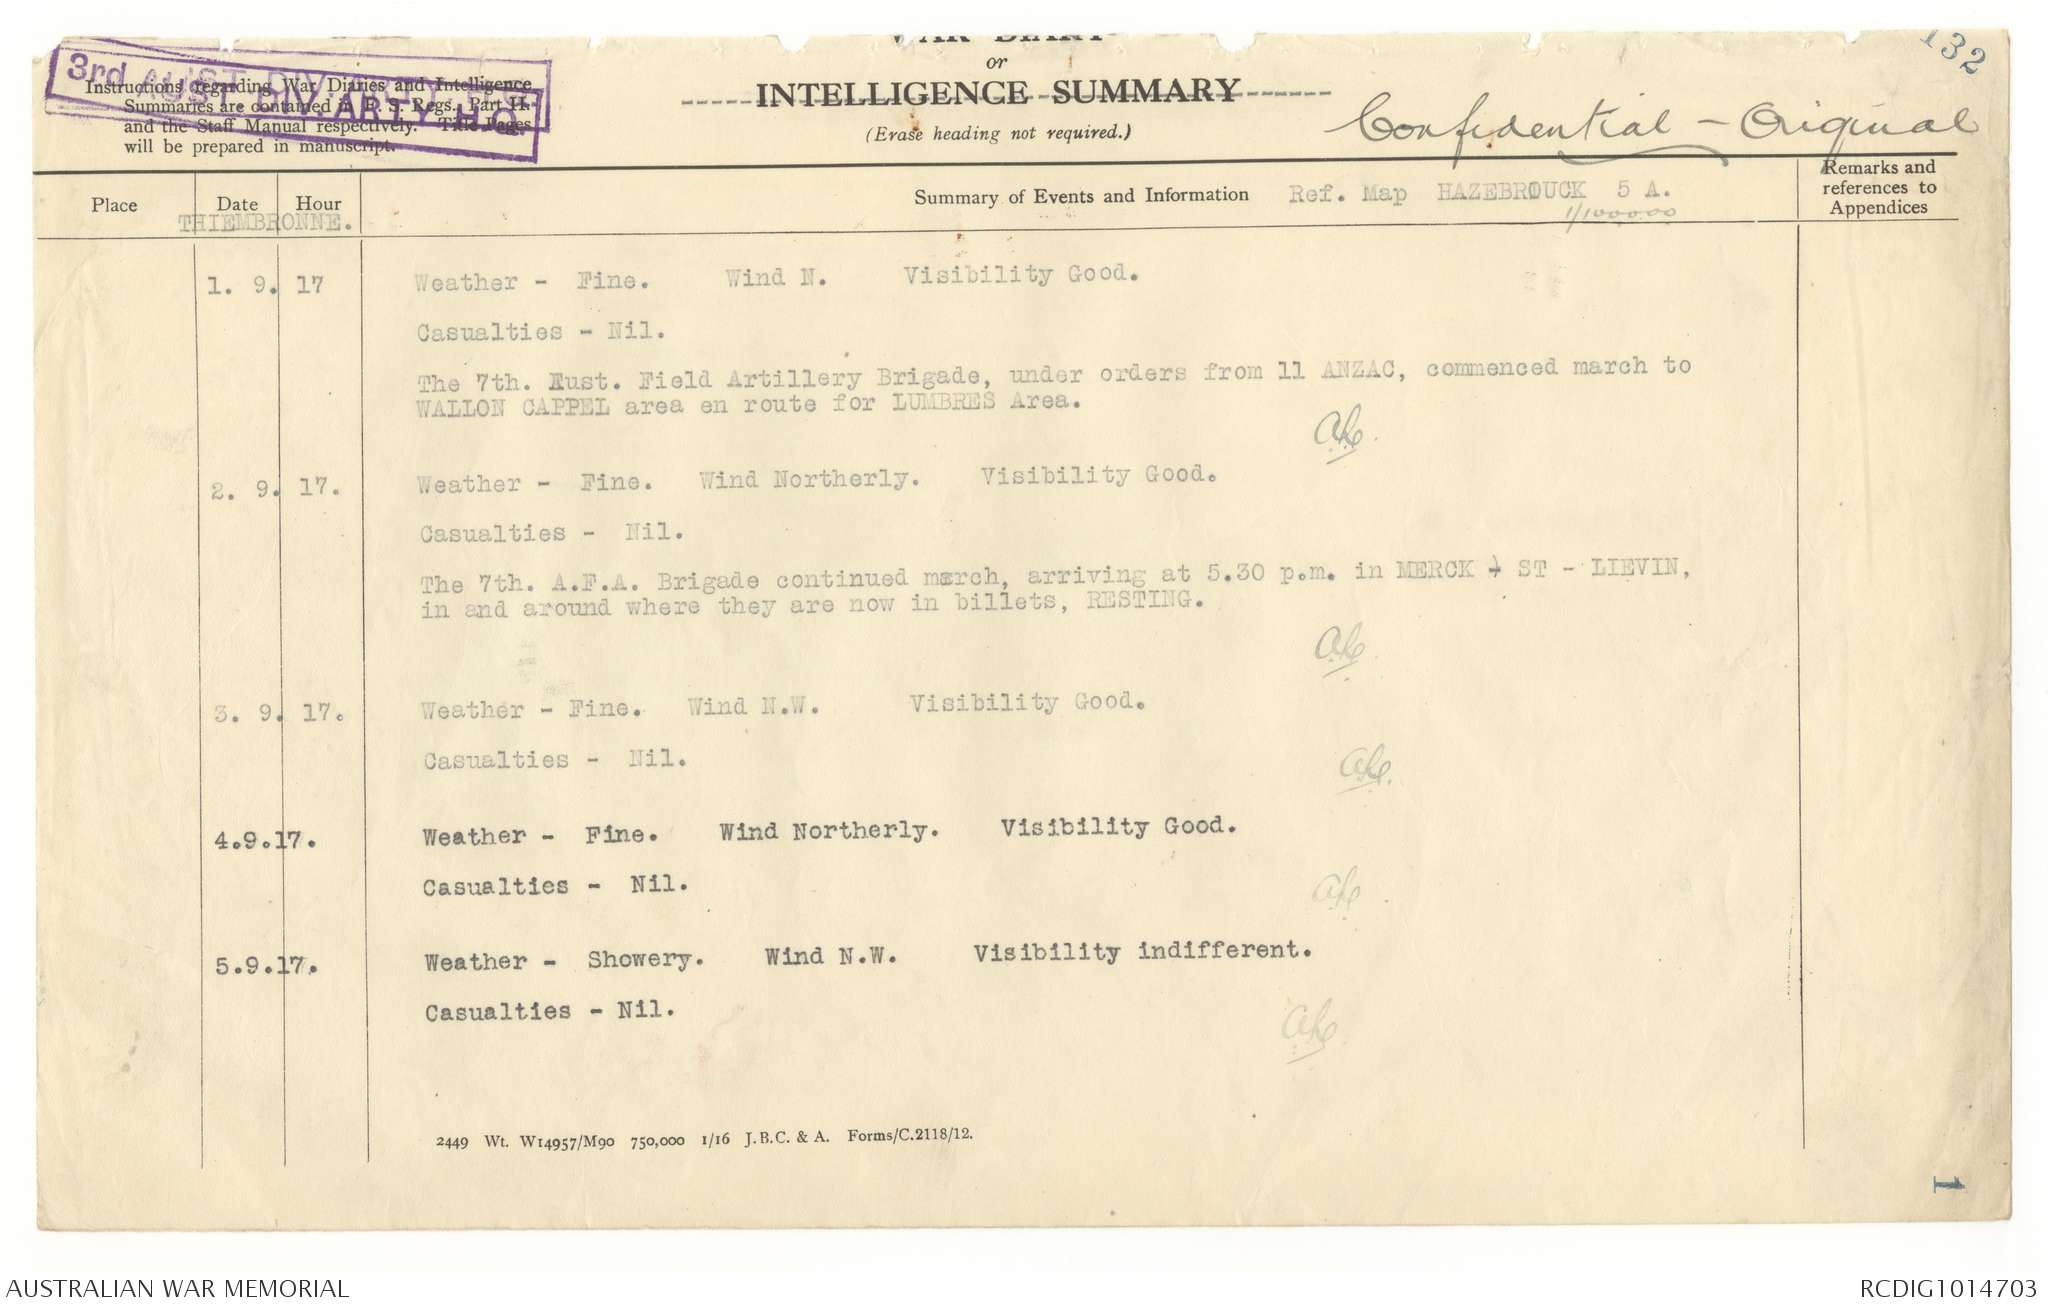 WAR DIARY
132
or
3rd AUST. DIV.
ARTY. H.Q.
Instructions regarding War Diaries and Intelligence
Summaries are contained in F. S. Regs., Part II.
and the Staff Manual respectively. Title Pages
will be prepared in manuscript.
INTELLIGENCE SUMMARY
(Erase heading not required.)
Confidential - Original
Place
Date
Hour
Summary of Events and Information
Ref. Map HAZEBROUCK 5 A.
1/100,000
Remarks and
references to
Appendices
THIEMBRONNE.
1. 9. 17 Weather - Fine. Wind N. Visibility Good.
Casualties - Nil.
The 7th. Aust. Field Artillery Brigade, under orders from 11 ANZAC, commenced march to
WALLON CAPPEL area en route for LUMBRES Area.
2. 9. 17. Weather - Fine. Wind Northerly. Visibility Good.
Casualties - Nil.
The 7th. A.F.A. Brigade continued march, arriving at 5.30 p.m. in MERCK - ST - LIEVIN,
in and around where they are now in billets, RESTING.
3. 9. 17. Weather - Fine. Wind N.W. Visibility Good.
Casualties - Nil.
4.9.17. Weather - Fine. Wind Northerly. Visibility Good.
Casualties - Nil.
5.9.17. Weather - Showery. Wind N.W. Visibility indifferent.
Casualties - Nil.
2449 Wt. W14957/M90 750,000 1/16 J.B.C. & A. Forms/C.2118/12.
1
AUSTRALIAN WAR MEMORIAL
RCDIG1014703